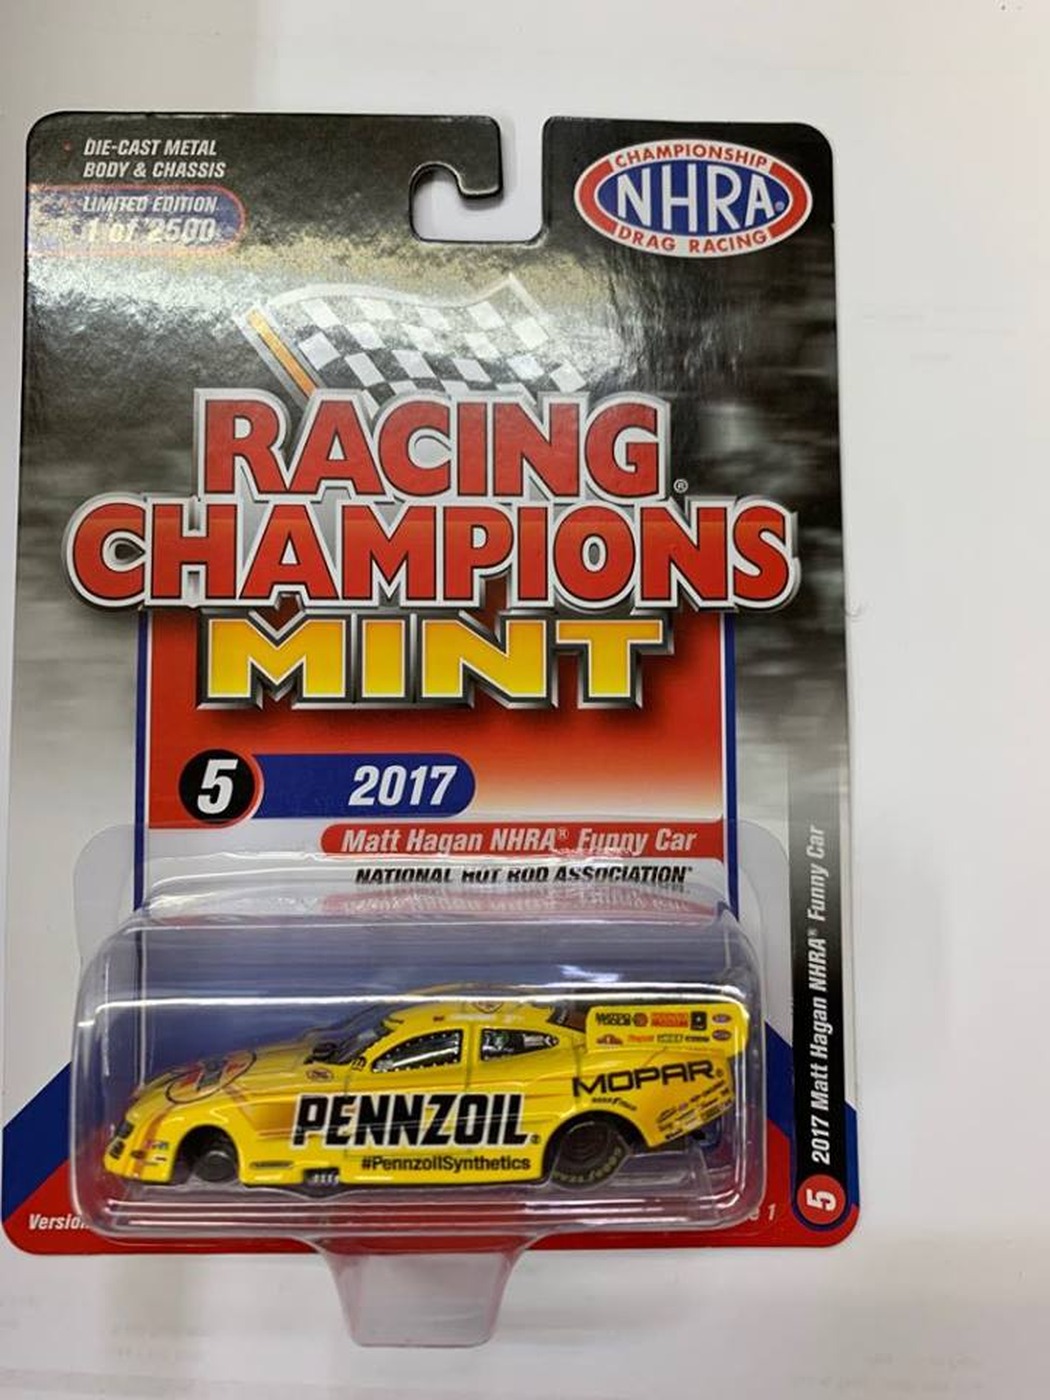 DIE-CAST METAL
BODY & CHASSIS
LIMITED EDITION
1 of 2500
CHAMPIONSHIP
NHRA®
DRAG RACING
RACING®
CHAMPIONS
MINT
5 2017
Matt Hagan NHRA® Funny Car
NATIONAL HOT ROD ASSOCIATION®
MOPAR®
PENNZOIL®
#PennzoilSynthetics
5 2017 Matt Hagan NHRA® Funny Car
1